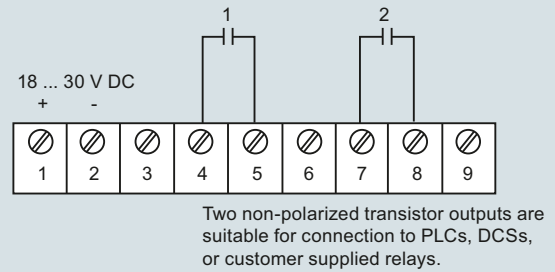 1 2
18 ... 30 V DC
+ -
1 2 3 4 5 6 7 8 9
Two non-polarized transistor outputs are
suitable for connection to PLCs, DCSs,
or customer supplied relays.